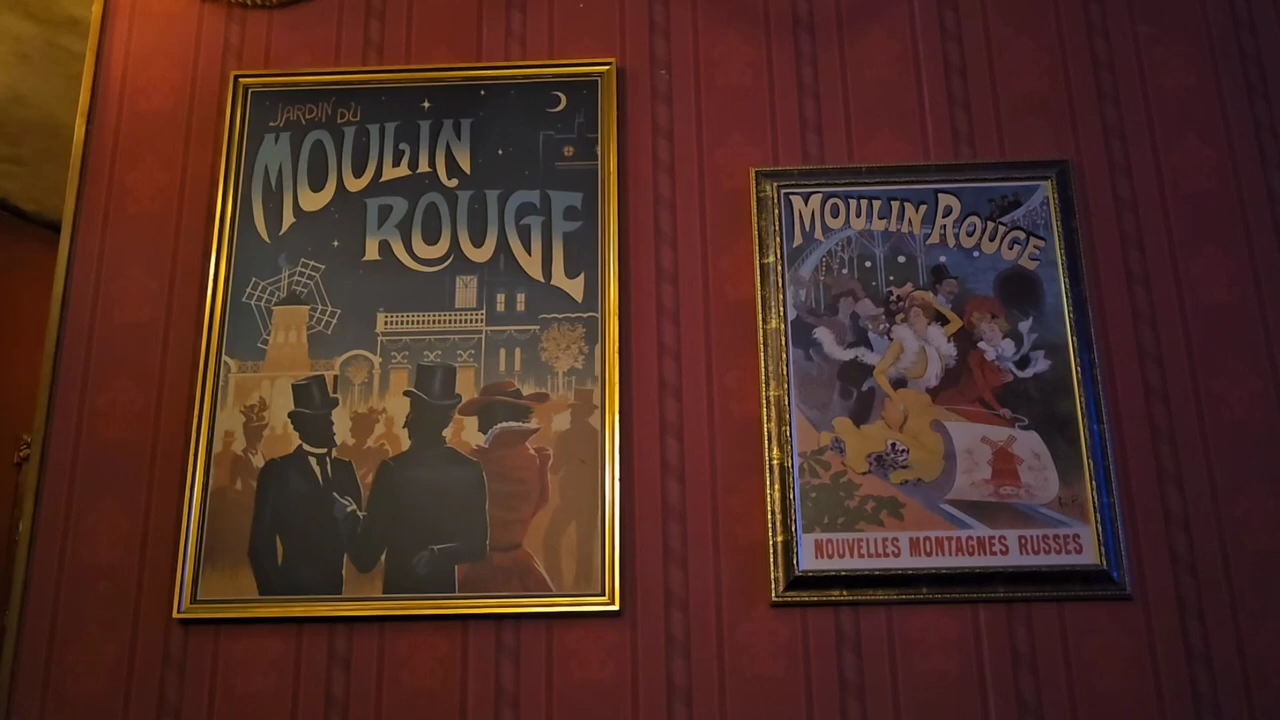 JARDIN DU
MOULIN
ROUGE
MOULIN ROUGE
NOUVELLES MONTAGNES RUSSES